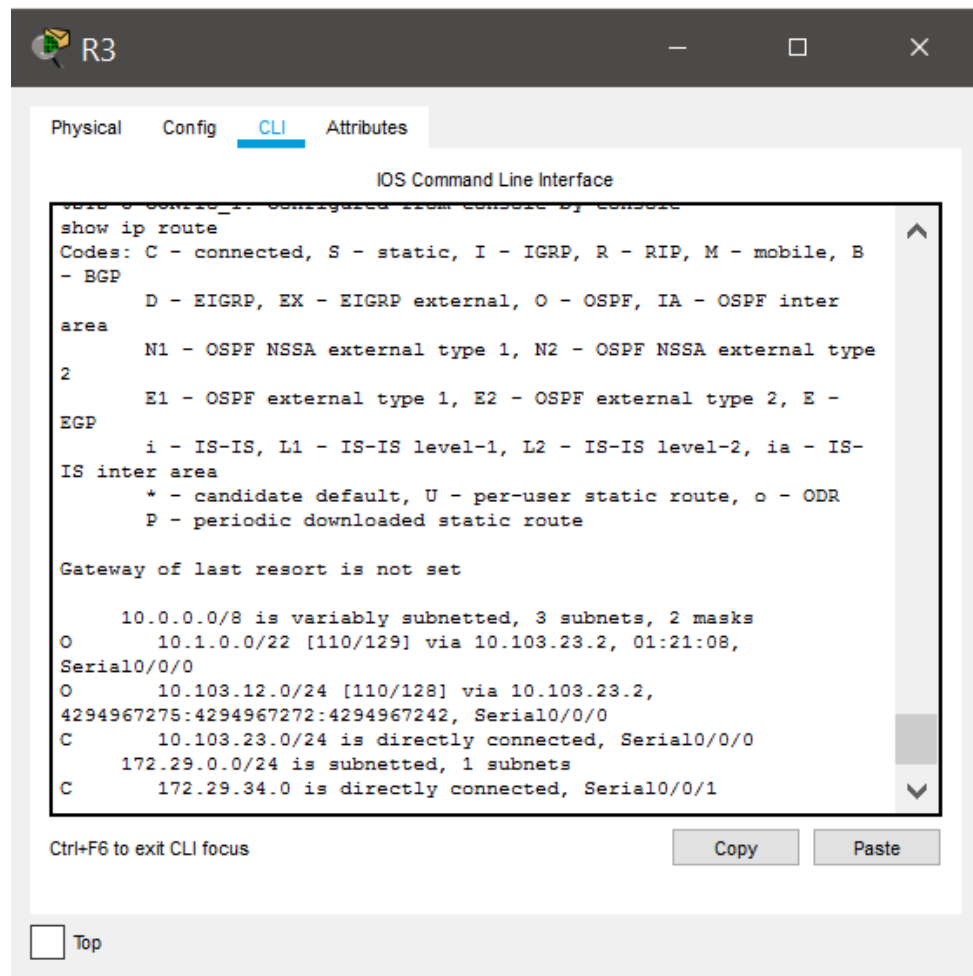 R3
Physical Config CLI Attributes
IOS Command Line Interface
show ip route
Codes: C - connected, S - static, I - IGRP, R - RIP, M - mobile, B
- BGP
D - EIGRP, EX - EIGRP external, O - OSPF, IA - OSPF inter
area
N1 - OSPF NSSA external type 1, N2 - OSPF NSSA external type
2
E1 - OSPF external type 1, E2 - OSPF external type 2, E -
EGP
i - IS-IS, L1 - IS-IS level-1, L2 - IS-IS level-2, ia - IS-
IS inter area
* - candidate default, U - per-user static route, o - ODR
P - periodic downloaded static route
Gateway of last resort is not set
10.0.0.0/8 is variably subnetted, 3 subnets, 2 masks
O 10.1.0.0/22 [110/129] via 10.103.23.2, 01:21:08,
Serial0/0/0
O 10.103.12.0/24 [110/128] via 10.103.23.2,
4294967275:4294967272:4294967242, Serial0/0/0
C 10.103.23.0/24 is directly connected, Serial0/0/0
172.29.0.0/24 is subnetted, 1 subnets
C 172.29.34.0 is directly connected, Serial0/0/1
Ctrl+F6 to exit CLI focus
Copy Paste
Top